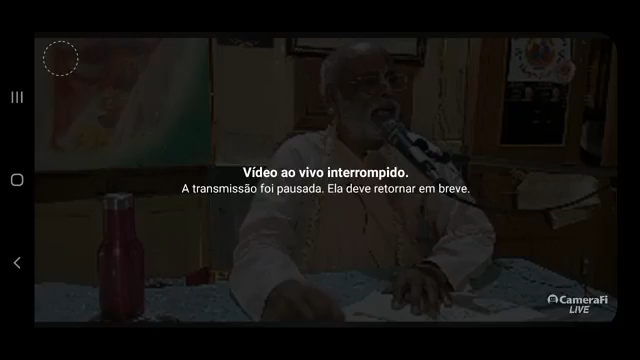 Vídeo ao vivo interrompido.
A transmissão foi pausada. Ela deve retornar em breve.
CameraFi
LIVE